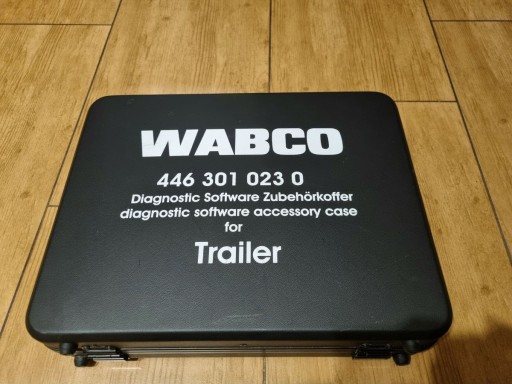 WABCO
446 301 023 0
Diagnostic Software Zubehörkoffer
diagnostic software accessory case
for
Trailer